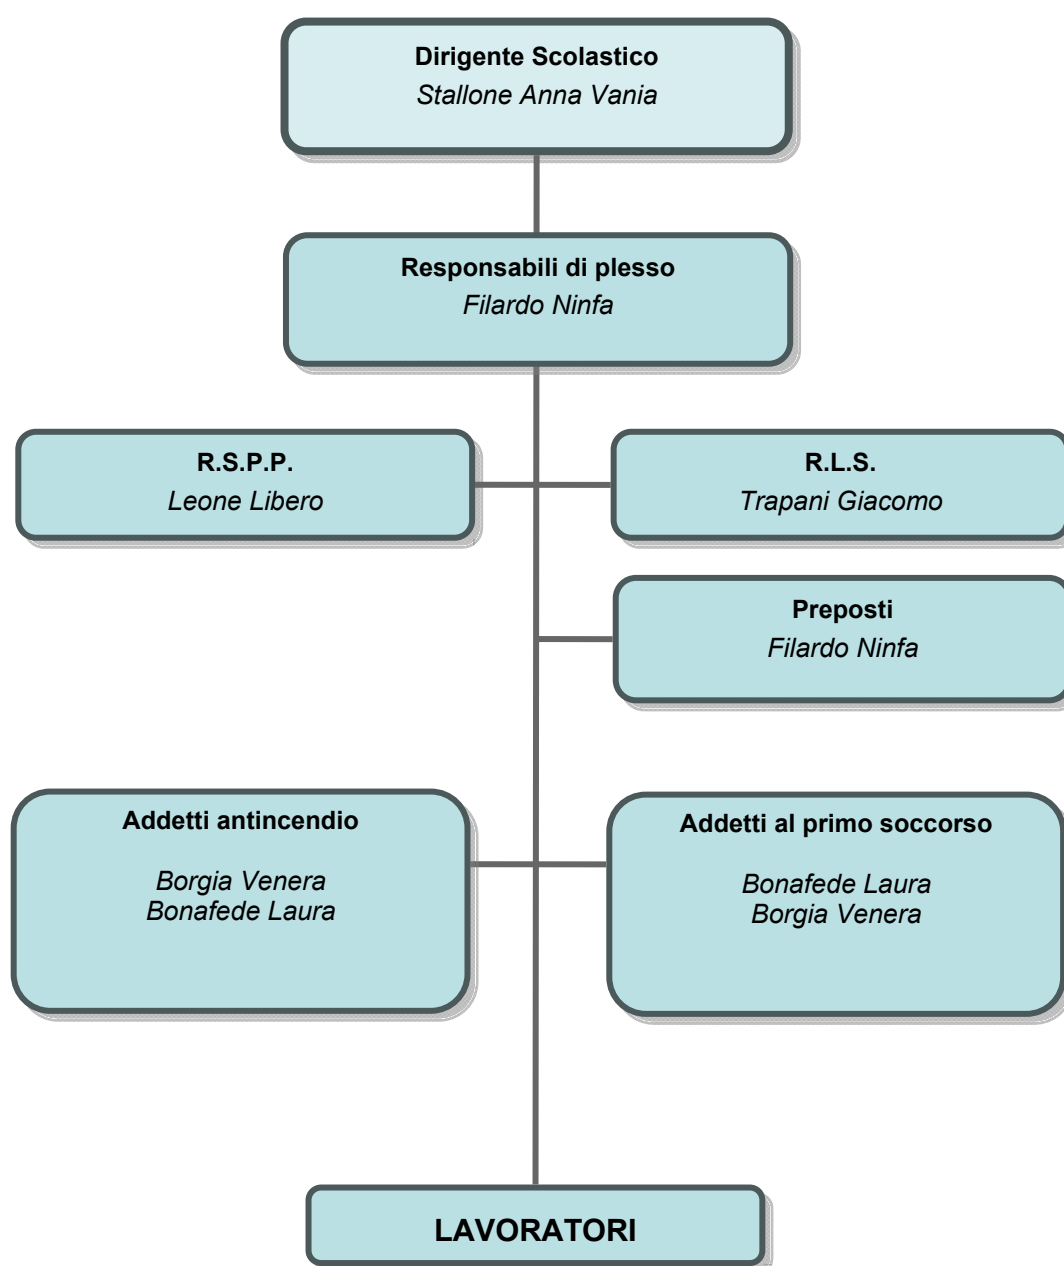 Dirigente Scolastico
Stallone Anna Vania
Responsabili di plesso
Filardo Ninfa
R.S.P.P.
Leone Libero
R.L.S.
Trapani Giacomo
Preposti
Filardo Ninfa
Addetti antincendio
Borgia Venera
Bonafede Laura
Addetti al primo soccorso
Bonafede Laura
Borgia Venera
LAVORATORI